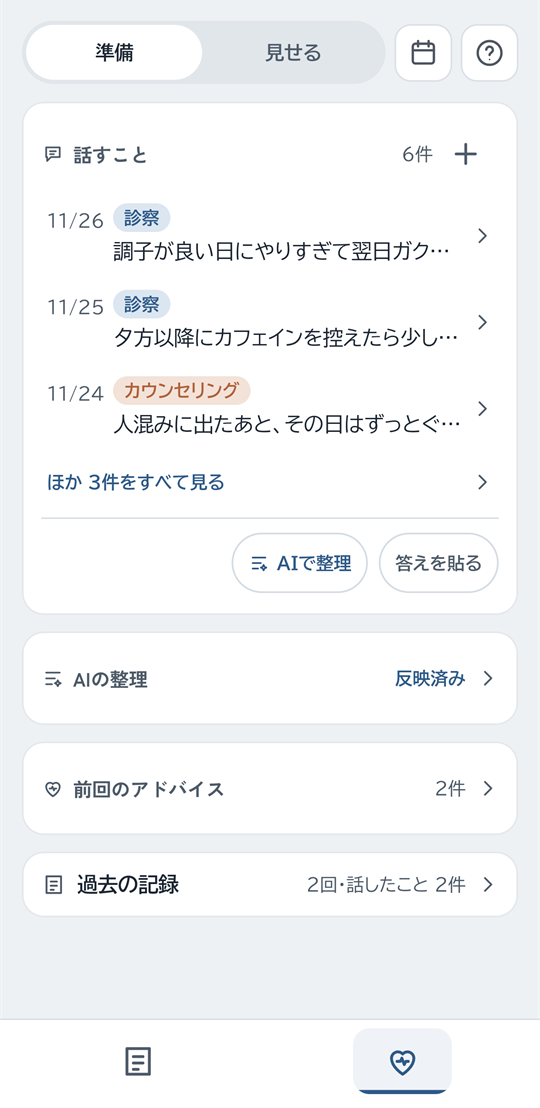 準備
見せる
話すこと 6件
11/26 診察
調子が良い日にやりすぎて翌日ガク…
11/25 診察
夕方以降にカフェインを控えたら少し…
11/24 カウンセリング
人混みに出たあと、その日はずっとぐ…
ほか 3件をすべて見る
AIで整理
答えを貼る
AIの整理 反映済み
前回のアドバイス 2件
過去の記録 2回・話したこと 2件